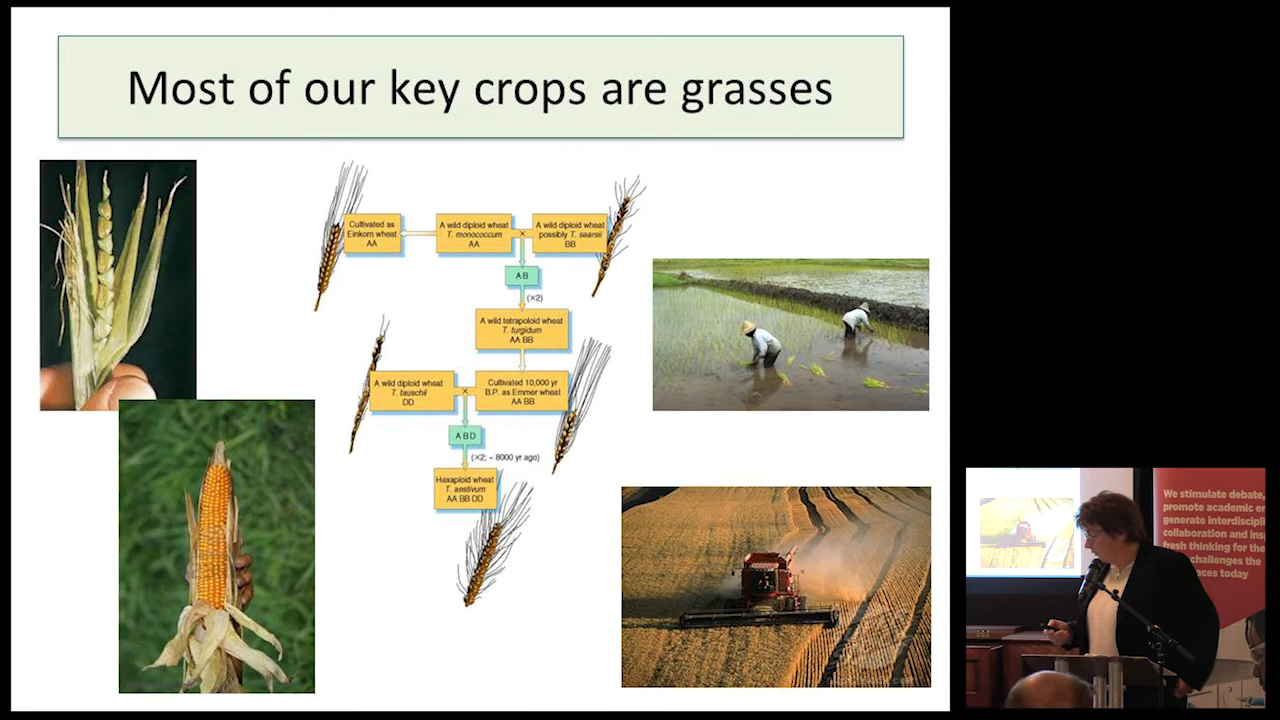 Most of our key crops are grasses
Cultivated as
Einkorn wheat
AA
A wild diploid wheat
T. monococcum
AA
×
A wild diploid wheat
possibly T. searsii
BB
AB
(×2)
A wild tetrapoloid wheat
T. turgidum
AA BB
A wild diploid wheat
T. tauschii
DD
×
Cultivated 10,000 yr
B.P. as Emmer wheat
AA BB
ABD
(×2; ~ 8000 yr ago)
Hexaploid wheat
T. aestivum
AA BB DD
We stimulate debate,
promote academic
generate
collaboration and
fresh thinking for the
challenges the
today